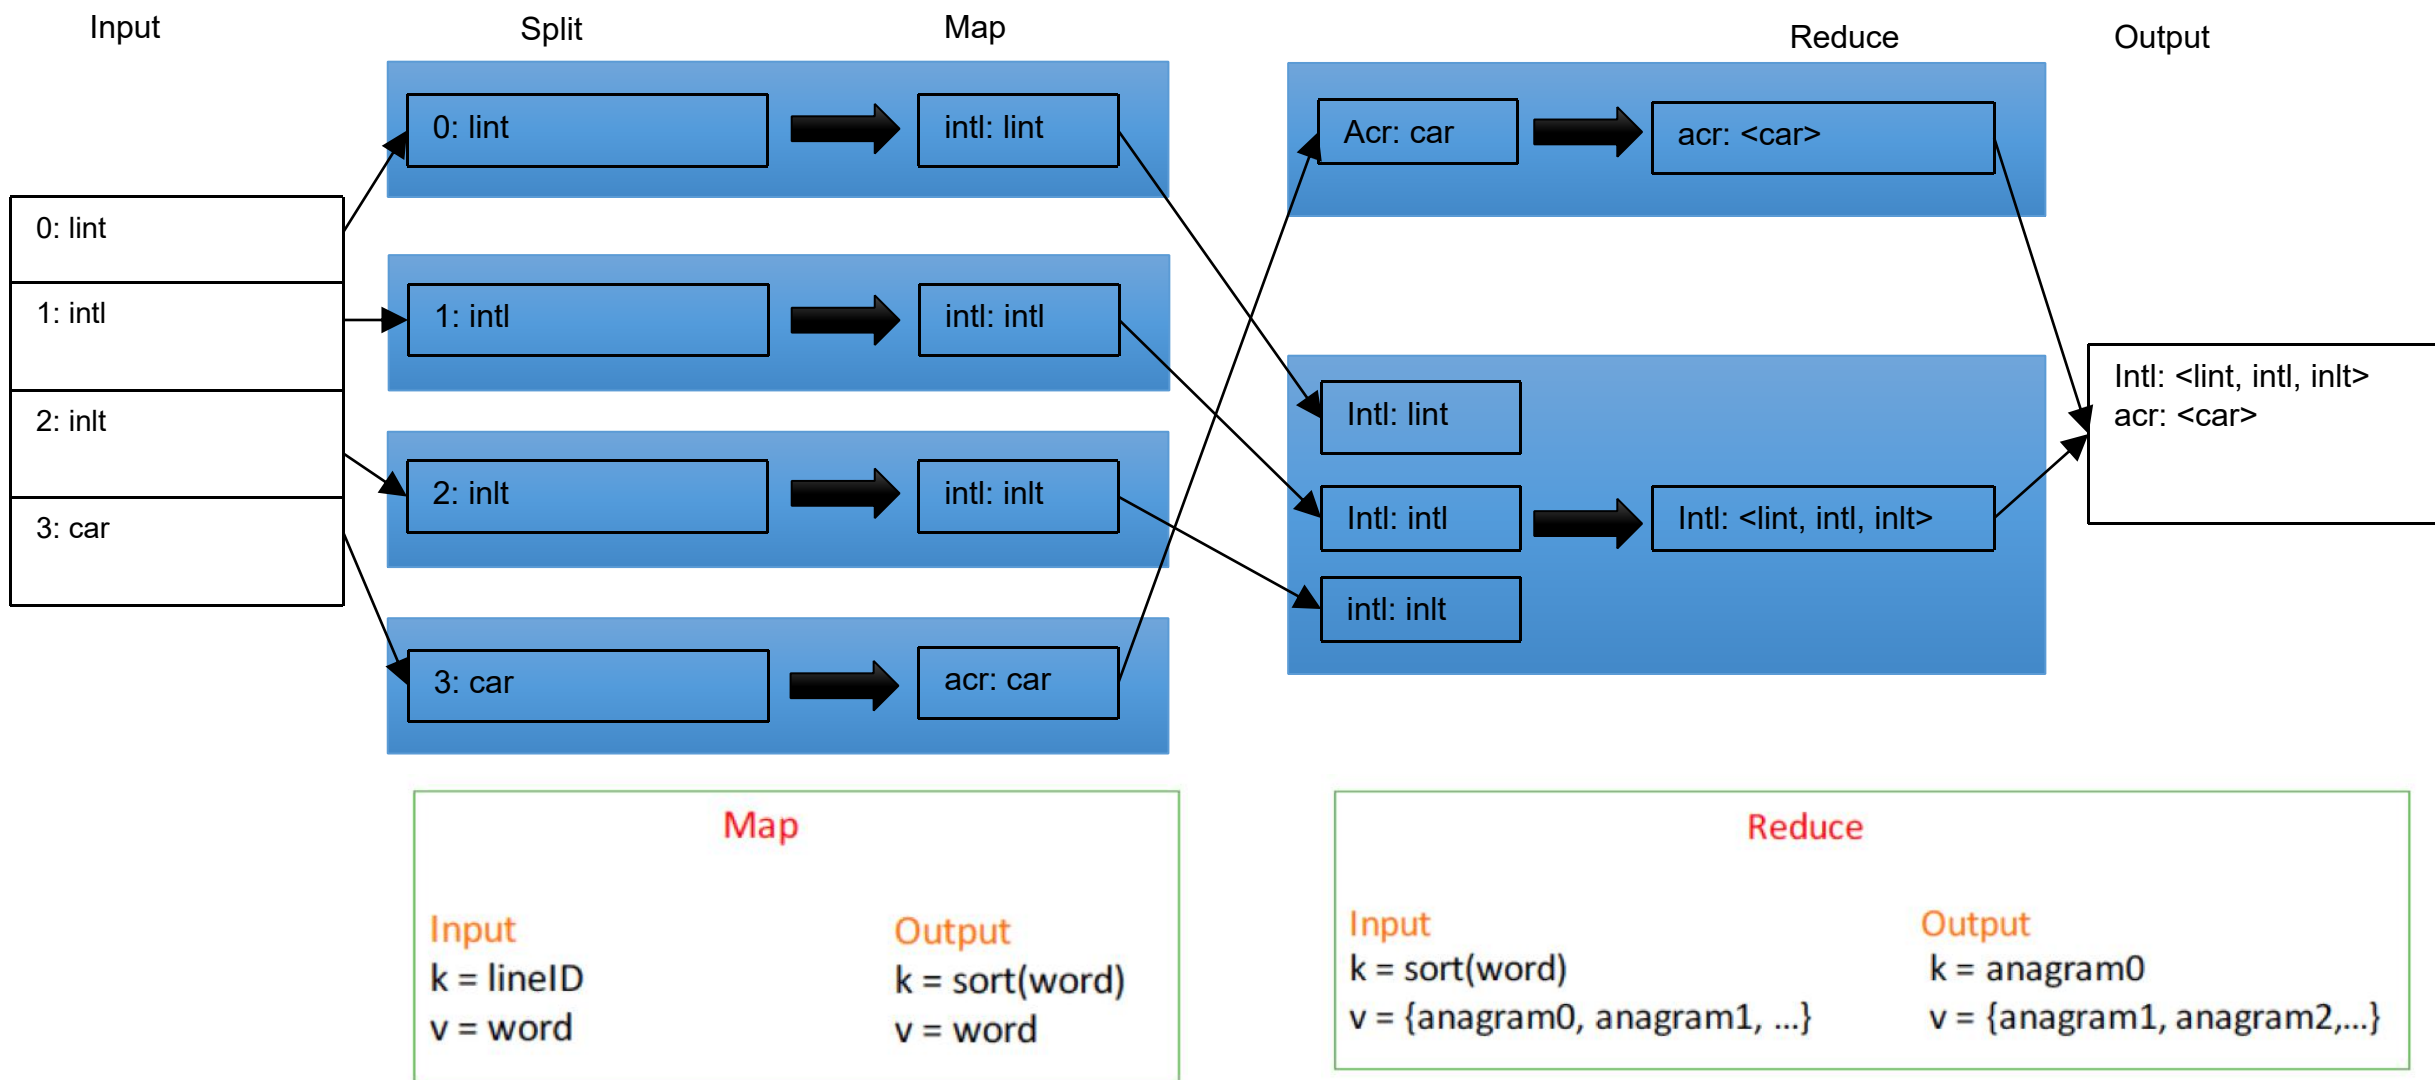 Input
Split
Map
Reduce
Output
0: lint
1: intl
2: inlt
3: car
0: lint
intl: lint
1: intl
intl: intl
2: inlt
intl: inlt
3: car
acr: car
Acr: car
acr: <car>
Intl: lint
Intl: intl
Intl: <lint, intl, inlt>
intl: inlt
Intl: <lint, intl, inlt>
acr: <car>
Map
Input
k = lineID
v = word
Output
k = sort(word)
v = word
Reduce
Input
k = sort(word)
v = {anagram0, anagram1, ...}
Output
k = anagram0
v = {anagram1, anagram2,...}